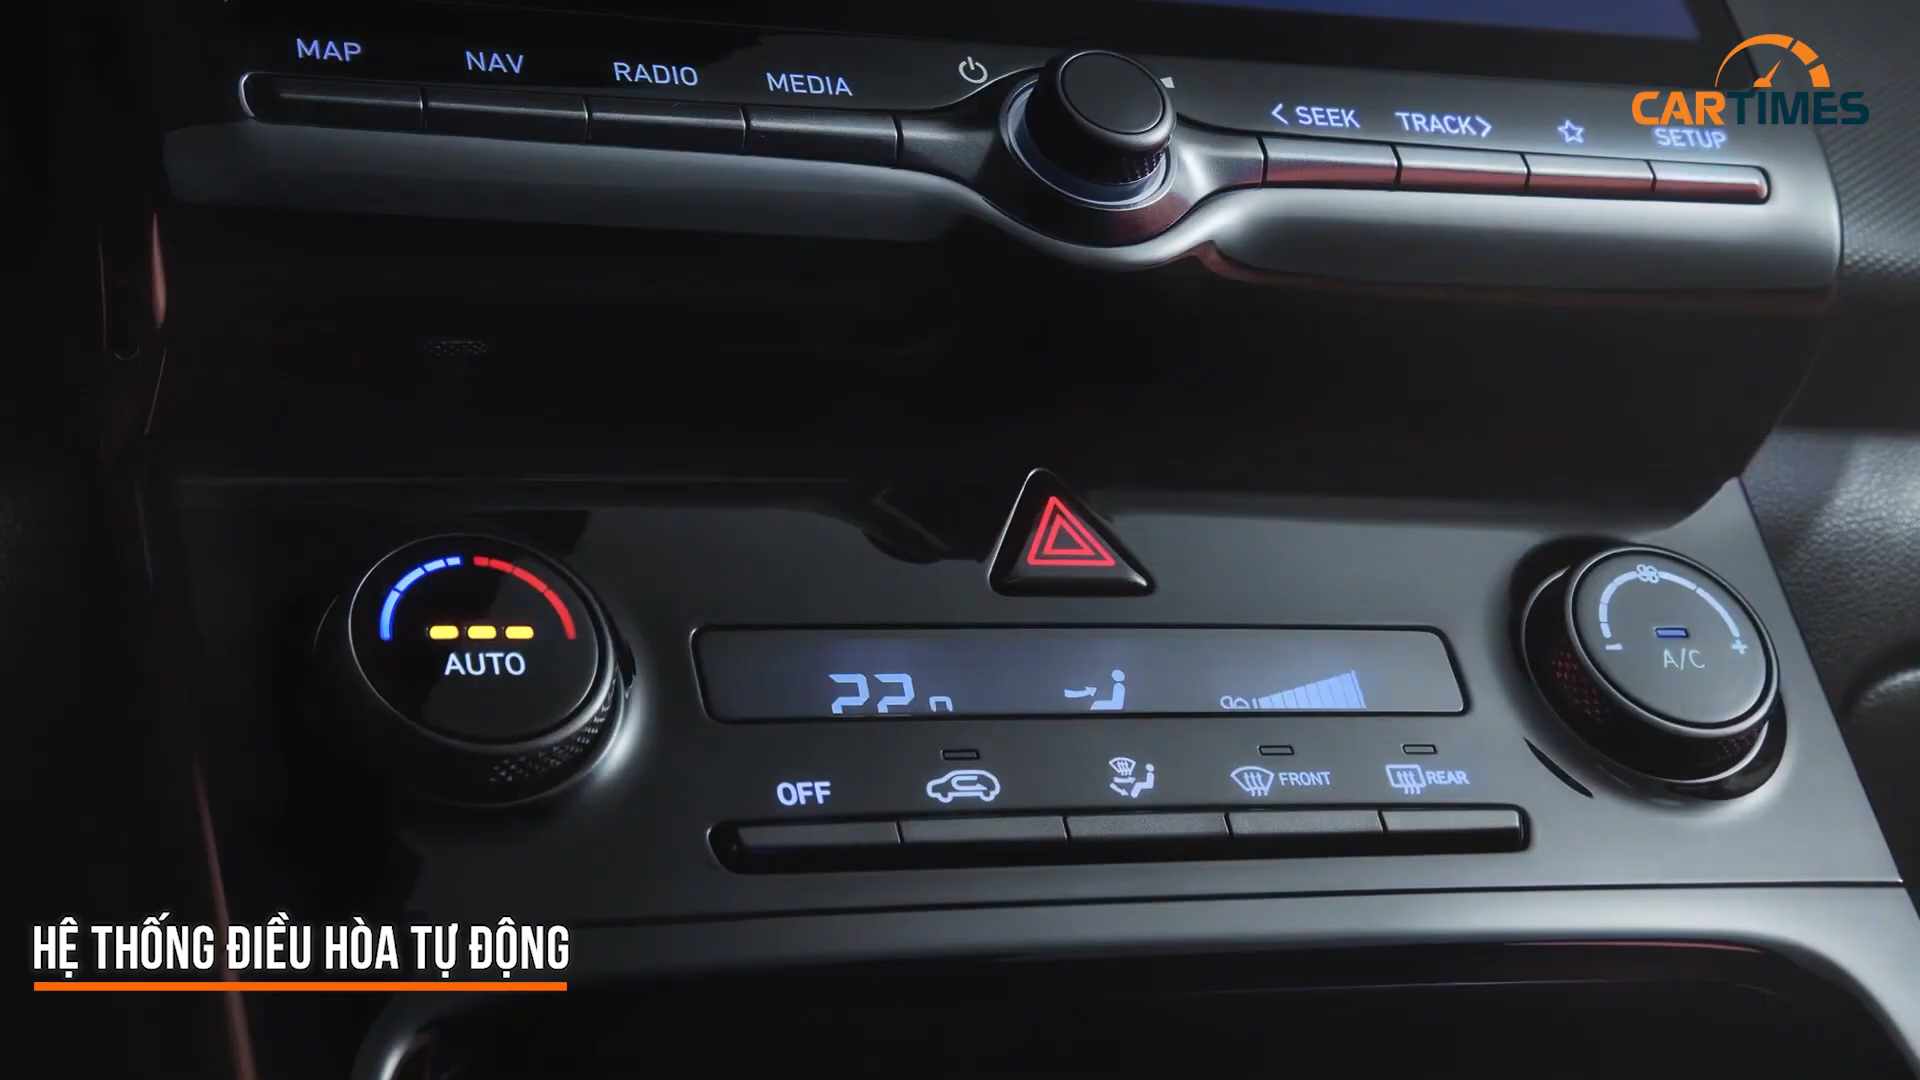 MAP NAV RADIO MEDIA
< SEEK TRACK> SETUP
CARTIMES
AUTO
22
A/C
OFF FRONT REAR
HỆ THỐNG ĐIỀU HÒA TỰ ĐỘNG